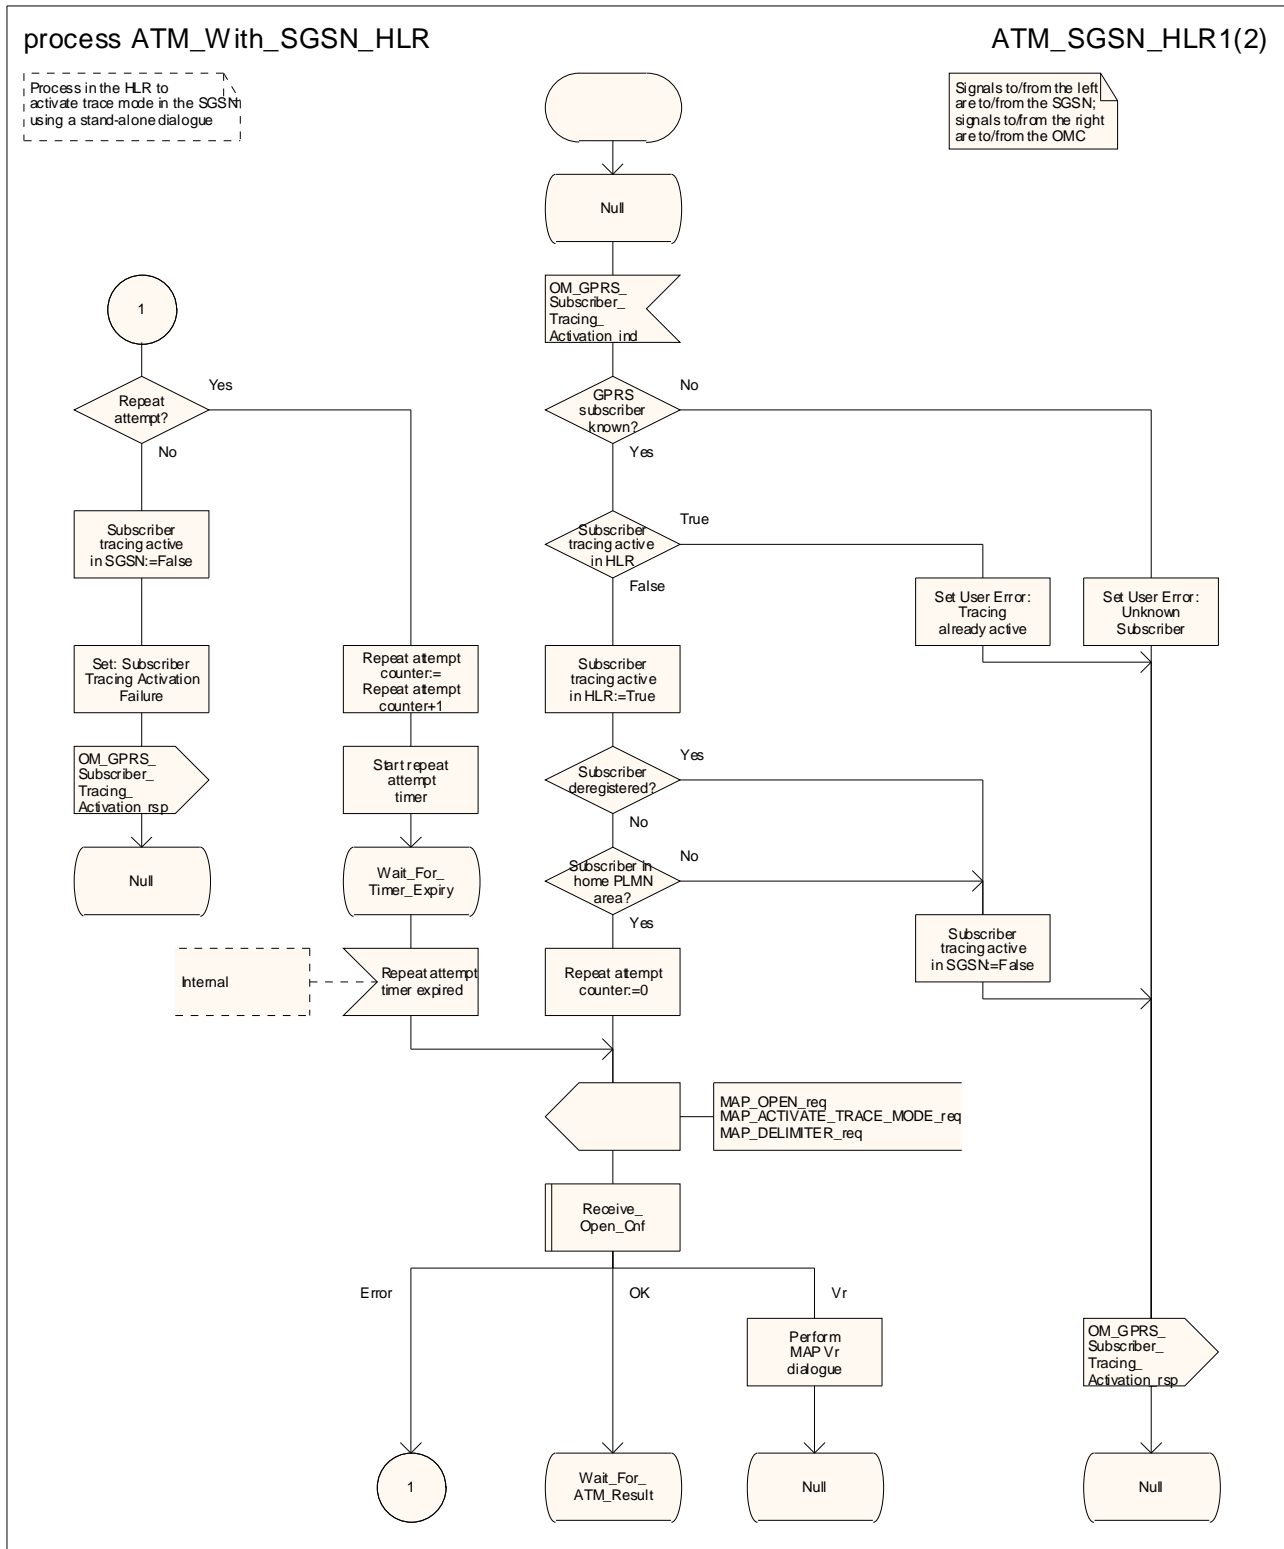 process ATM_With_SGSN_HLR
ATM_SGSN_HLR1(2)
Process in the HLR to
activate trace mode in the SGSN
using a stand-alone dialogue
Signals to/from the left
are to/from the SGSN;
signals to/from the right
are to/from the OMC
Null
OM_GPRS_
Subscriber_
Tracing_
Activation_ind
1
Repeat
attempt?
Yes
No
GPRS
subscriber
known?
No
Yes
Subscriber
tracing active
in SGSN:=False
Subscriber
tracing active
in HLR
True
False
Set User Error:
Tracing
already active
Set User Error:
Unknown
Subscriber
Set: Subscriber
Tracing Activation
Failure
Repeat attempt
counter:=
Repeat attempt
counter+1
Subscriber
tracing active
in HLR:=True
OM_GPRS_
Subscriber_
Tracing_
Activation_rsp
Start repeat
attempt
timer
Subscriber
deregistered?
Yes
No
Null
Wait_For_
Timer_Expiry
Subscriber in
home PLMN
area?
No
Yes
Subscriber
tracing active
in SGSN:=False
Internal
Repeat attempt
timer expired
Repeat attempt
counter:=0
MAP_OPEN_req
MAP_ACTIVATE_TRACE_MODE_req
MAP_DELIMITER_req
Receive_
Open_Cnf
Error
OK
Vr
Perform
MAP Vr
dialogue
OM_GPRS_
Subscriber_
Tracing_
Activation_rsp
1
Wait_For_
ATM_Result
Null
Null